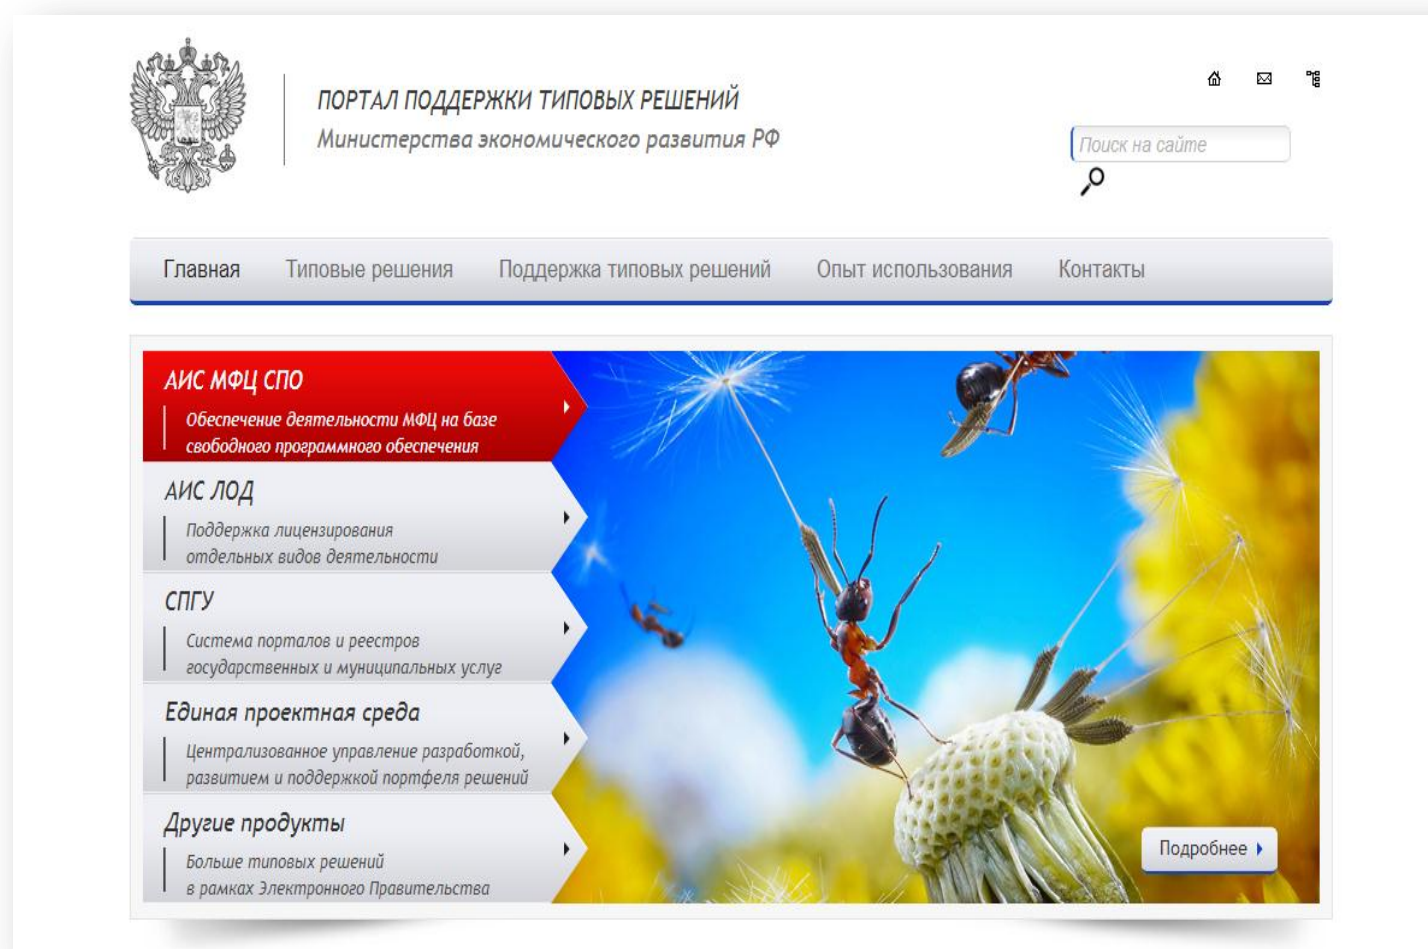 ПОРТАЛ ПОДДЕРЖКИ ТИПОВЫХ РЕШЕНИЙ
Министерства экономического развития РФ
Поиск на сайте
Главная Типовые решения Поддержка типовых решений Опыт использования Контакты
АИС МФЦ СПО
Обеспечение деятельности МФЦ на базе
свободного программного обеспечения
АИС ЛОД
Поддержка лицензирования
отдельных видов деятельности
СПГУ
Система порталов и реестров
государственных и муниципальных услуг
Единая проектная среда
Централизованное управление разработкой,
развитием и поддержкой портфеля решений
Другие продукты
Больше типовых решений
в рамках Электронного Правительства
Подробнее